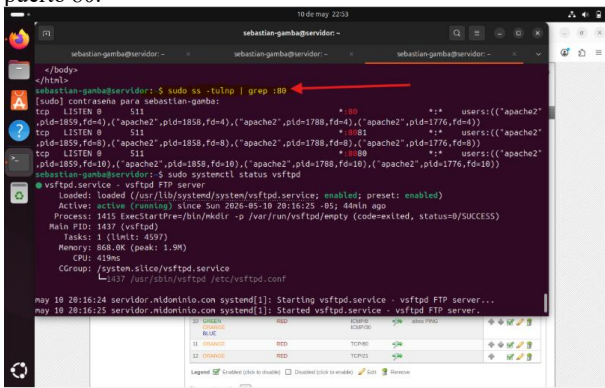 puerto 80.
10 de may 22:53
sebastian-gamba@servidor: ~
sebastian-gamba@servidor: ~ × sebastian-gamba@servidor: ~ × sebastian-gamba@servidor: ~ ×
</body>
</html>
sebastian-gamba@servidor:~$ sudo ss -tulnp | grep :80
[sudo] contraseña para sebastian-gamba:
tcp LISTEN 0 511 *:80 *:* users:(("apache2"
,pid=1859,fd=4),("apache2",pid=1858,fd=4),("apache2",pid=1788,fd=4),("apache2",pid=1776,fd=4))
tcp LISTEN 0 511 *:8081 *:* users:(("apache2"
,pid=1859,fd=8),("apache2",pid=1858,fd=8),("apache2",pid=1788,fd=8),("apache2",pid=1776,fd=8))
tcp LISTEN 0 511 *:8080 *:* users:(("apache2"
,pid=1859,fd=10),("apache2",pid=1858,fd=10),("apache2",pid=1788,fd=10),("apache2",pid=1776,fd=10))
sebastian-gamba@servidor:~$ sudo systemctl status vsftpd
● vsftpd.service - vsftpd FTP server
Loaded: loaded (/usr/lib/systemd/system/vsftpd.service; enabled; preset: enabled)
Active: active (running) since Sun 2026-05-10 20:16:25 -05; 44min ago
Process: 1415 ExecStartPre=/bin/mkdir -p /var/run/vsftpd/empty (code=exited, status=0/SUCCESS)
Main PID: 1437 (vsftpd)
Tasks: 1 (limit: 4597)
Memory: 868.0K (peak: 1.9M)
CPU: 419ms
CGroup: /system.slice/vsftpd.service
└─1437 /usr/sbin/vsftpd /etc/vsftpd.conf
may 10 20:16:24 servidor.midominio.com systemd[1]: Starting vsftpd.service - vsftpd FTP server...
may 10 20:16:25 servidor.midominio.com systemd[1]: Started vsftpd.service - vsftpd FTP server.
10 GREEN RED ICMP/8 PING
ORANGE ICMP/30
BLUE
11 ORANGE RED TCP/80
12 ORANGE RED
Legend Enabled (click to disable) Disabled (click to enable) Edit Remove